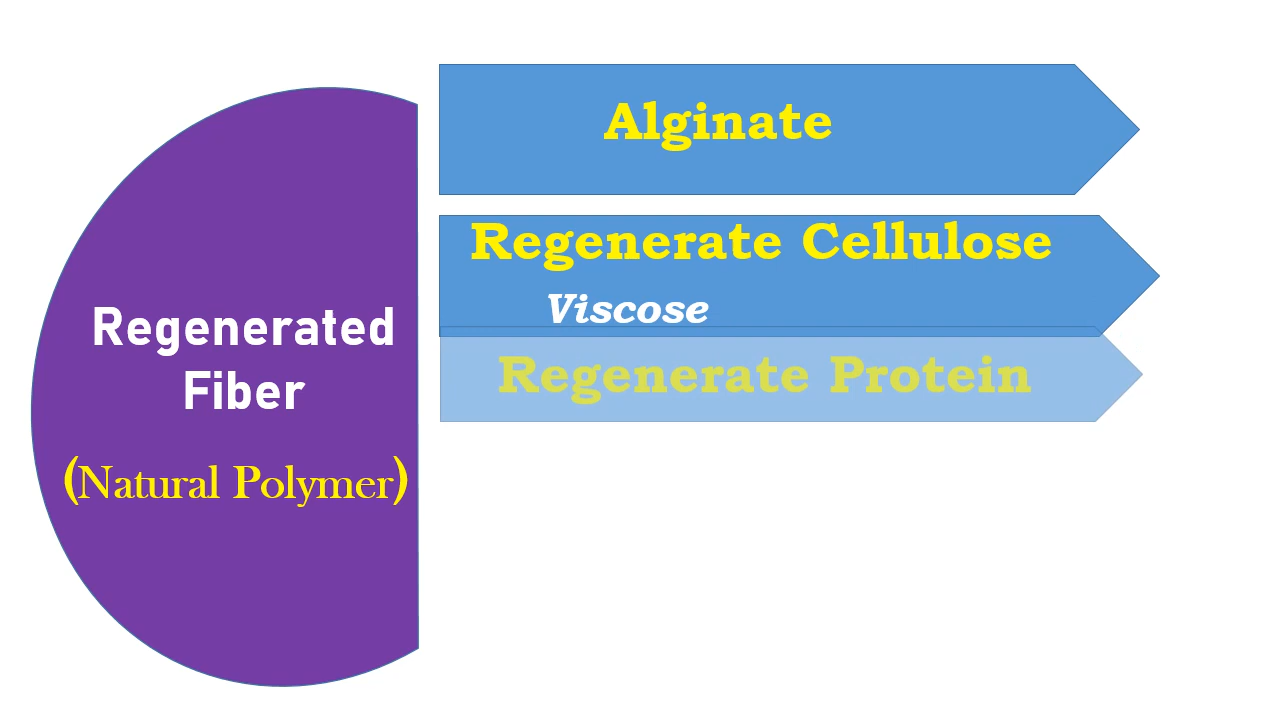 Regenerated
Fiber
(Natural Polymer)
Alginate
Regenerate Cellulose
Viscose
Regenerate Protein